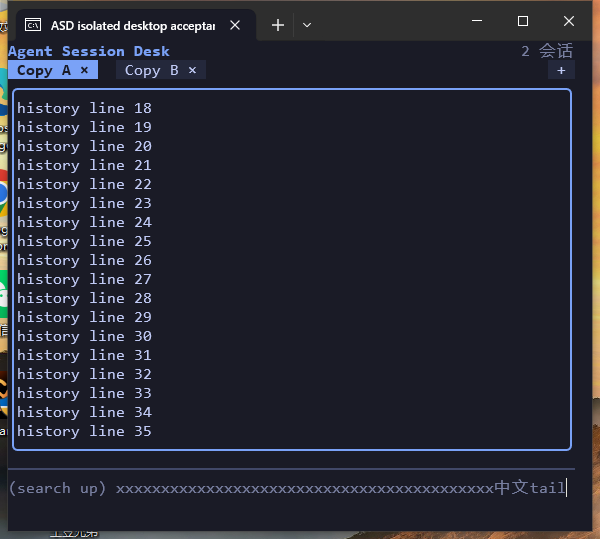 ASD isolated desktop acceptar
Agent Session Desk 2 会话
Copy A × Copy B × +
history line 18
history line 19
history line 20
history line 21
history line 22
history line 23
history line 24
history line 25
history line 26
history line 27
history line 28
history line 29
history line 30
history line 31
history line 32
history line 33
history line 34
history line 35
(search up) xxxxxxxxxxxxxxxxxxxxxxxxxxxxxxxxxxxxxxxxxx中文tail